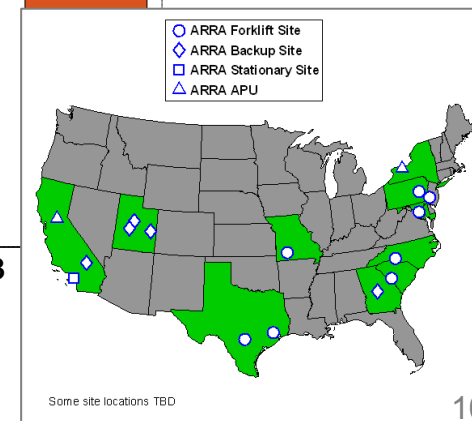 ARRA Forklift Site
ARRA Backup Site
ARRA Stationary Site
ARRA APU
Some site locations TBD